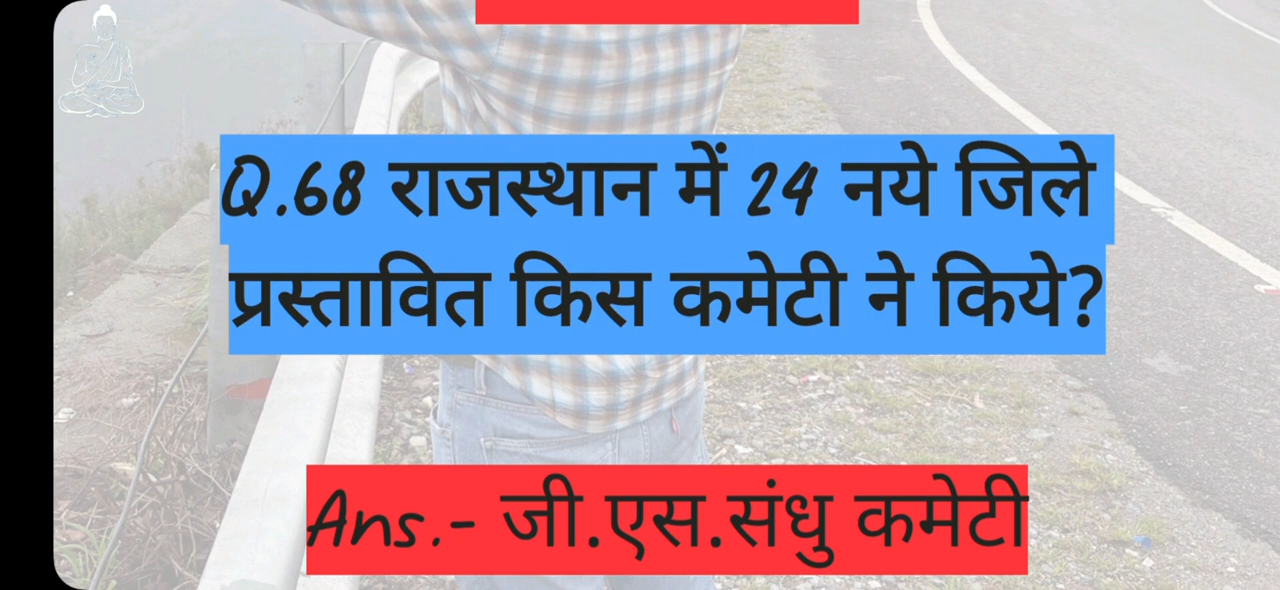 Q.68 राजस्थान में 24 नये जिले
प्रस्तावित किस कमेटी ने किये?
Ans.- जी.एस.संधु कमेटी